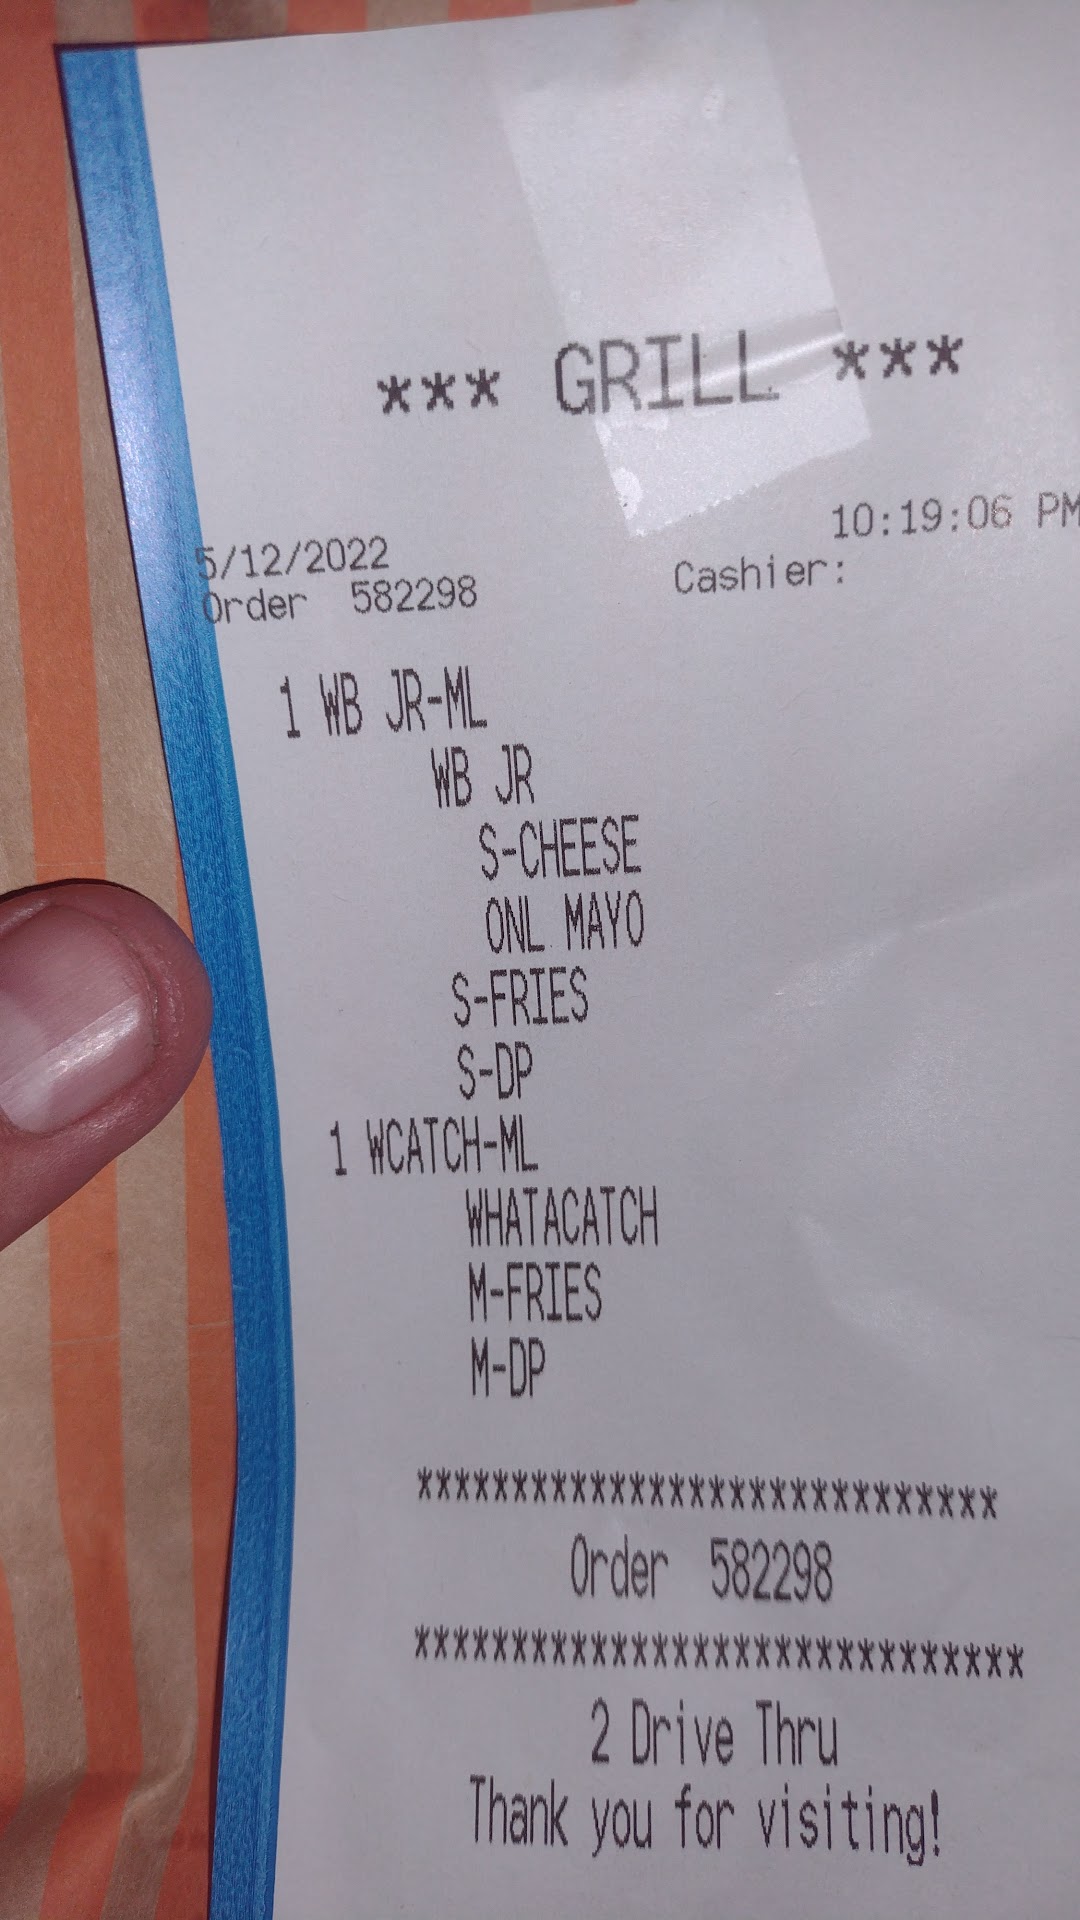 *** GRILL ***
10:19:06 PM
5/12/2022
Cashier:
Order 582298
1 WB JR-ML
WB JR
S-CHEESE
ONL MAYO
S-FRIES
S-DP
1 WCATCH-ML
WHATACATCH
M-FRIES
M-DP
******************************
Order 582298
******************************
2 Drive Thru
Thank you for visiting!